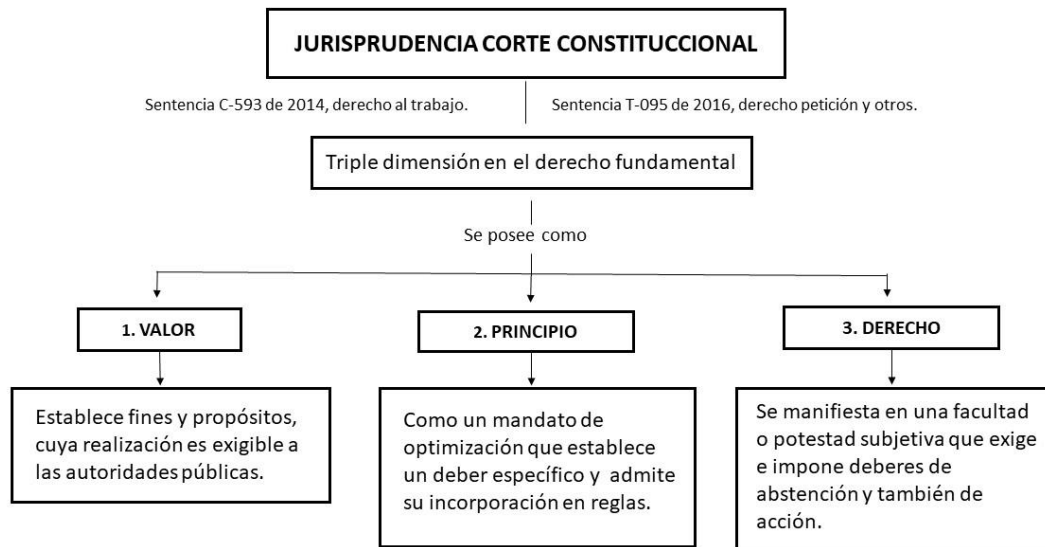 JURISPRUDENCIA CORTE CONSTITUCCIONAL
Sentencia C-593 de 2014, derecho al trabajo.
Sentencia T-095 de 2016, derecho petición y otros.
Triple dimensión en el derecho fundamental
Se posee como
1. VALOR
2. PRINCIPIO
3. DERECHO
Establece fines y propósitos,
cuya realización es exigible a
las autoridades públicas.
Como un mandato de
optimización que establece
un deber específico y admite
su incorporación en reglas.
Se manifiesta en una facultad
o potestad subjetiva que exige
e impone deberes de
abstención y también de
acción.